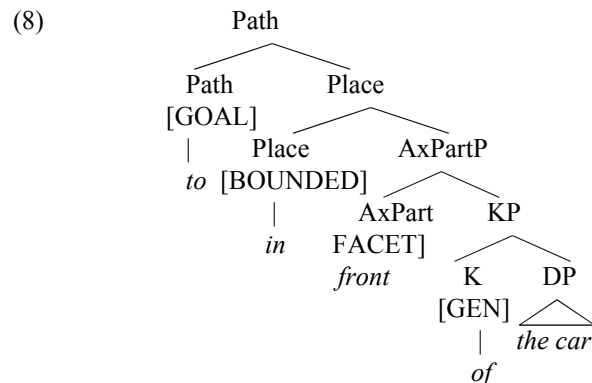 (8) Path
Path Place
[GOAL]
Place AxPartP
to [BOUNDED]
AxPart KP
in FACET]
front K DP
[GEN]
the car
of